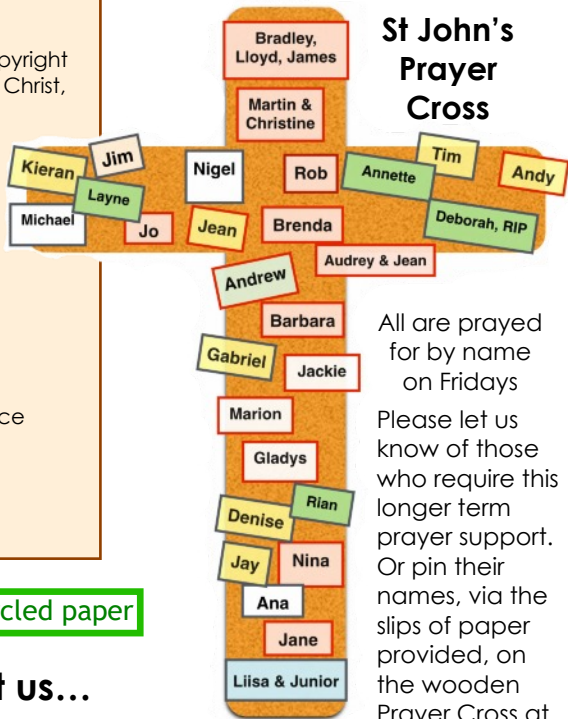 pyright
Christ,
ce
cled paper
t us…
St John’s
Prayer
Cross
Bradley,
Lloyd, James
Martin &
Christine
Kieran
Jim
Layne
Michael
Jo
Nigel
Jean
Rob
Brenda
Annette
Tim
Andy
Deborah, RIP
Audrey & Jean
Andrew
Barbara
Gabriel
Jackie
Marion
Gladys
Rian
Denise
Jay
Nina
Ana
Jane
Liisa & Junior
All are prayed
for by name
on Fridays
Please let us
know of those
who require this
longer term
prayer support.
Or pin their
names, via the
slips of paper
provided, on
the wooden
Prayer Cross at